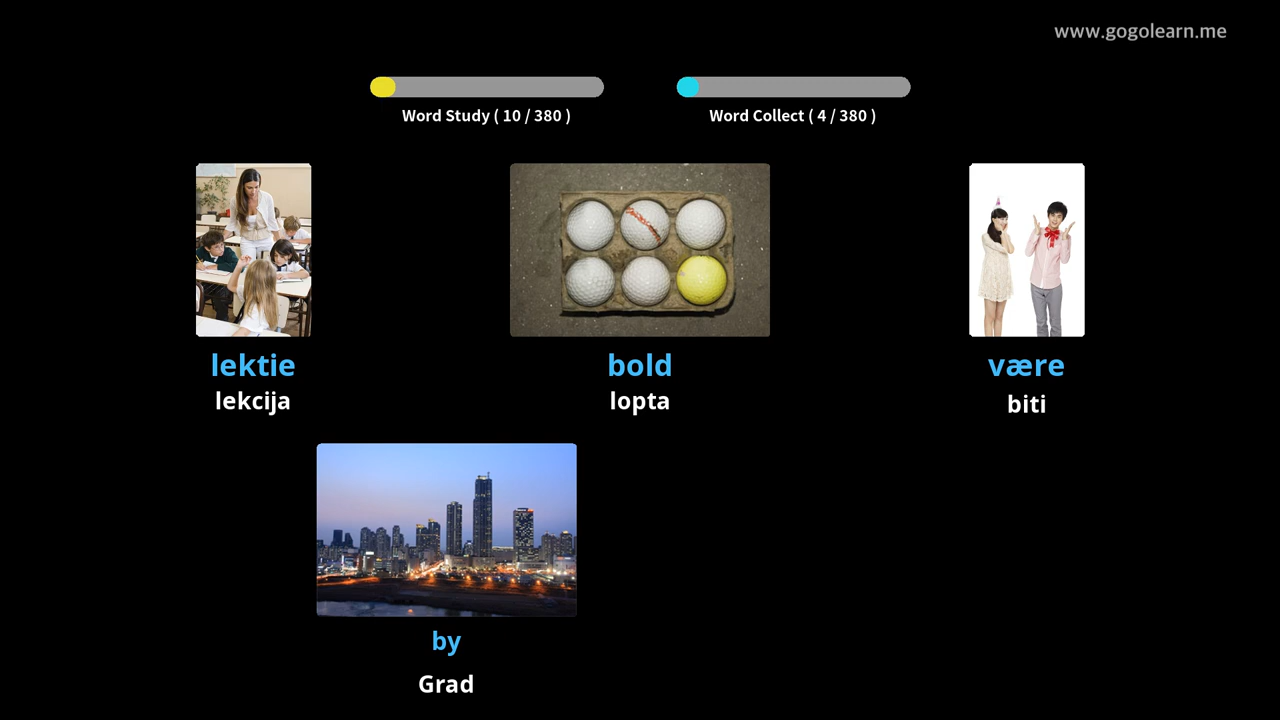 www.gogolearn.me
Word Study ( 10 / 380 )
Word Collect ( 4 / 380 )
lektie
lekcija
bold
lopta
være
biti
by
Grad